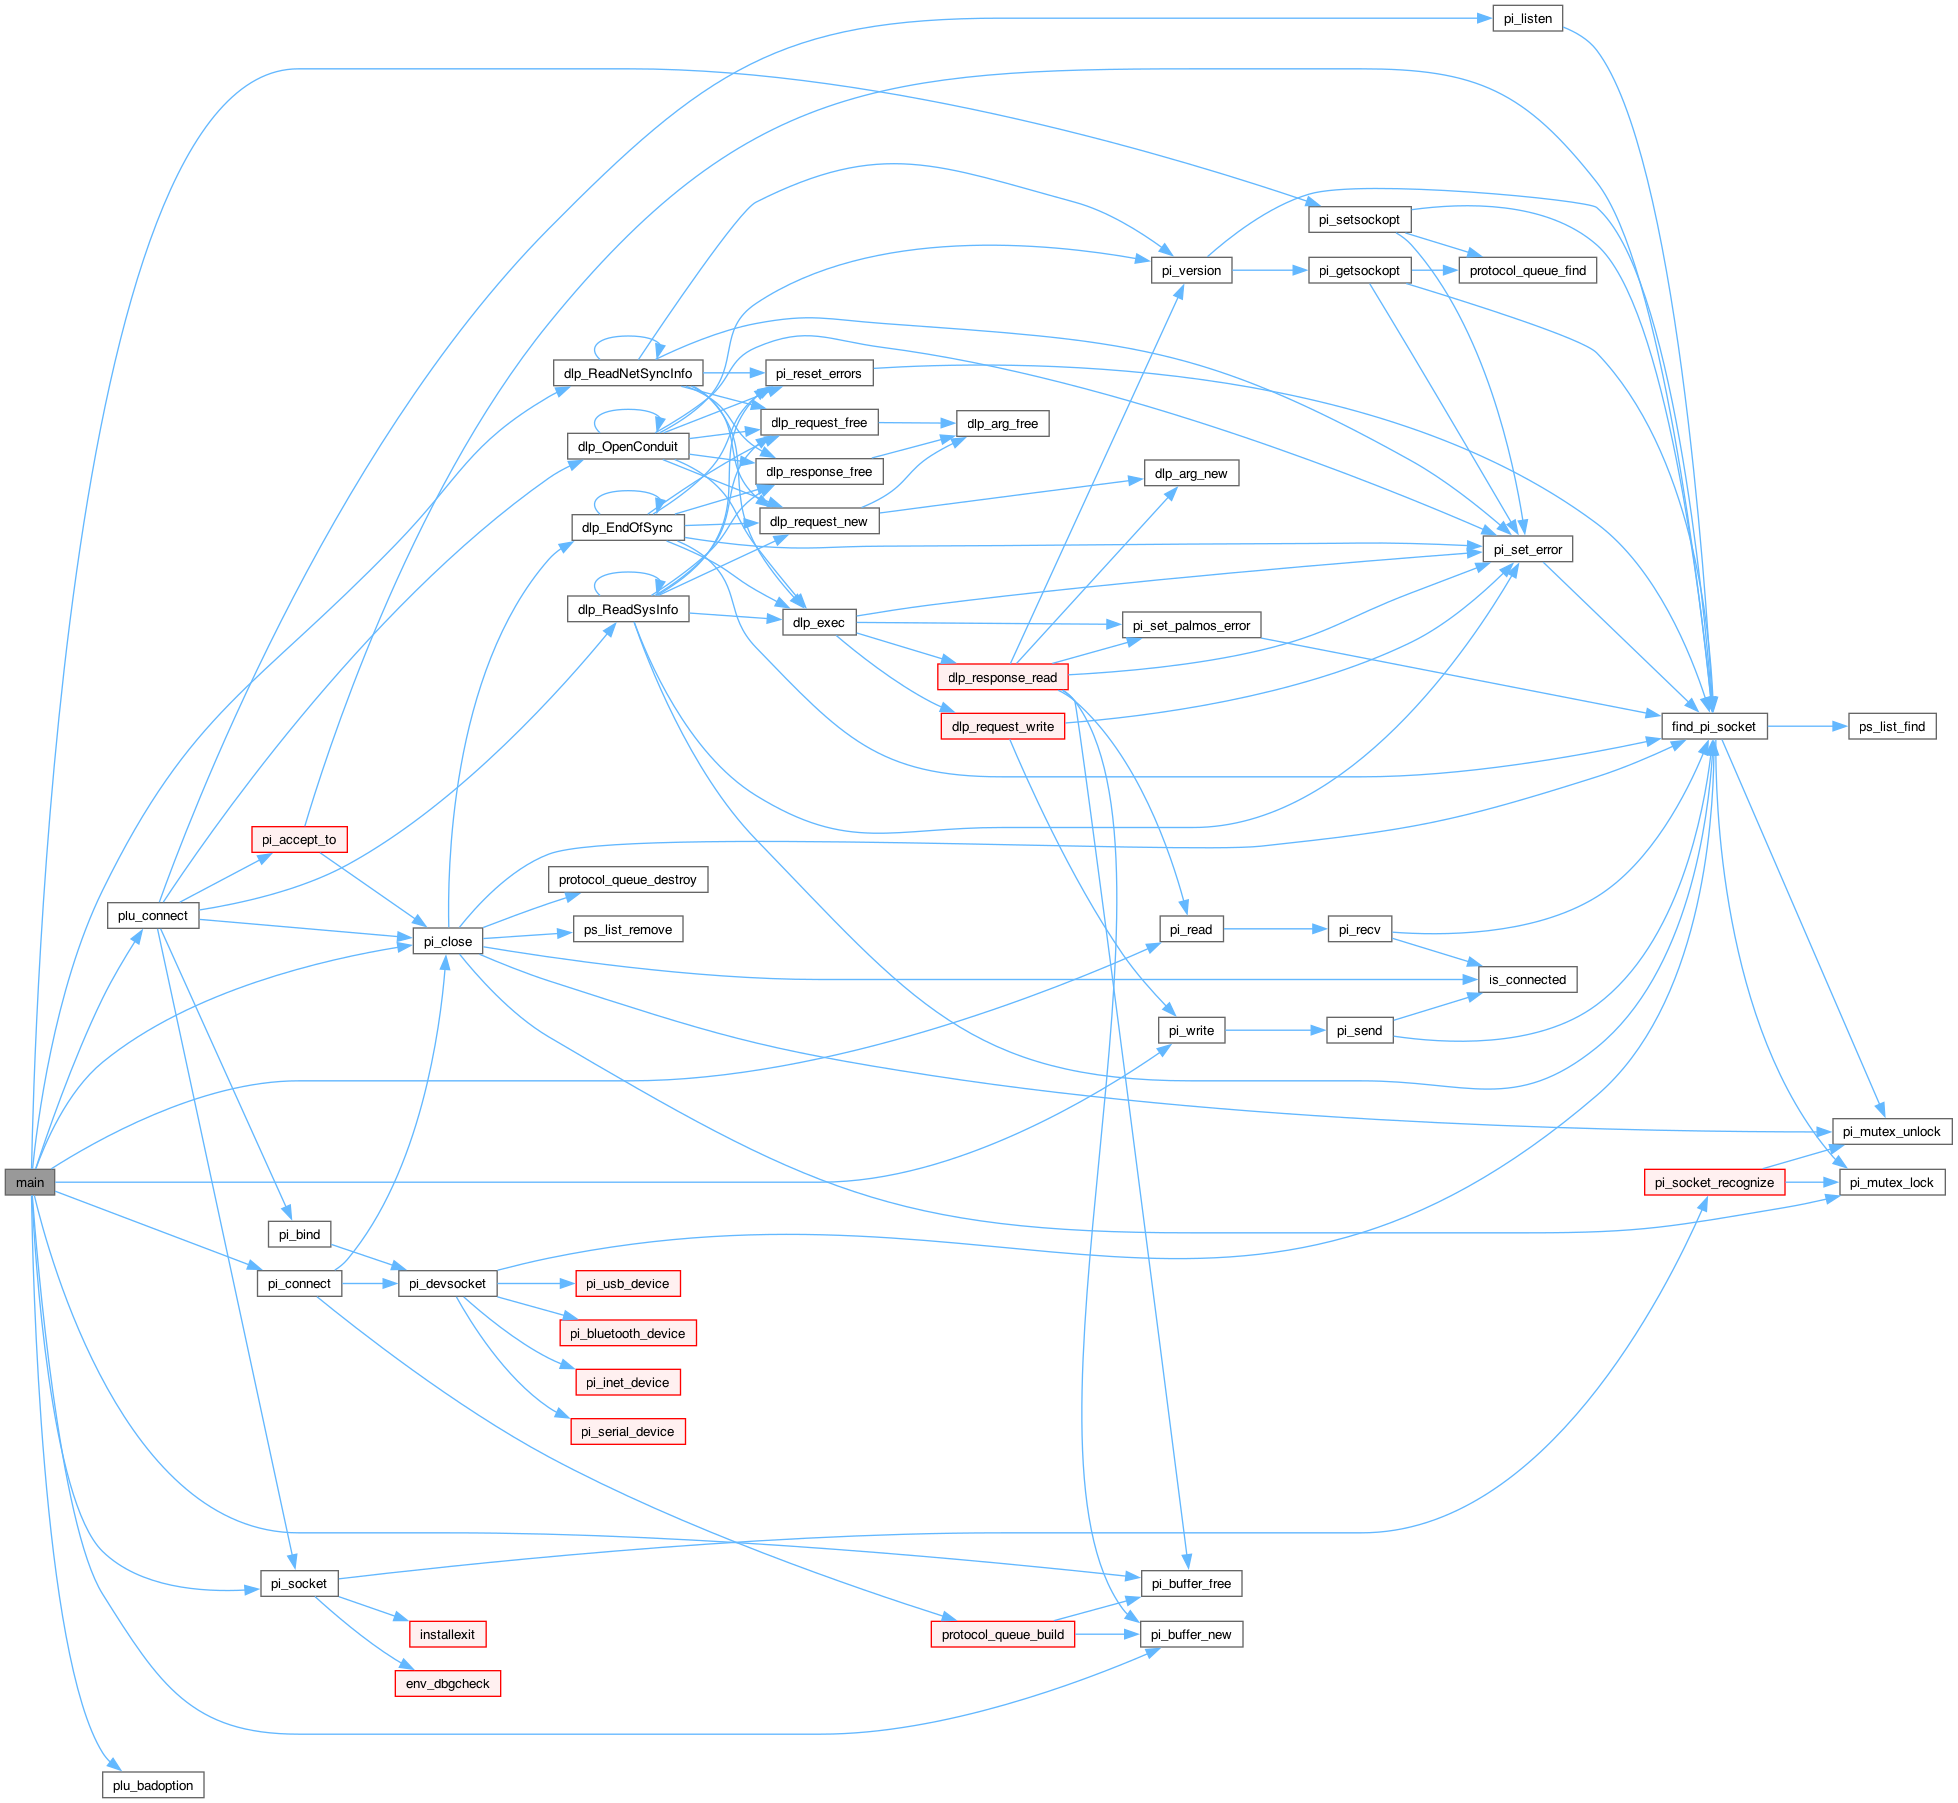 pi_listen
pi_setsockopt
pi_version
pi_getsockopt
protocol_queue_find
dlp_ReadNetSyncInfo
pi_reset_errors
dlp_request_free
dlp_arg_free
dlp_OpenConduit
dlp_response_free
dlp_arg_new
dlp_EndOfSync
dlp_request_new
pi_set_error
dlp_ReadSysInfo
dlp_exec
pi_set_palmos_error
dlp_response_read
dlp_request_write
find_pi_socket
ps_list_find
pi_accept_to
protocol_queue_destroy
plu_connect
pi_close
ps_list_remove
pi_read
pi_recv
is_connected
pi_write
pi_send
pi_mutex_unlock
main
pi_socket_recognize
pi_mutex_lock
pi_bind
pi_connect
pi_devsocket
pi_usb_device
pi_bluetooth_device
pi_inet_device
pi_serial_device
pi_socket
pi_buffer_free
installexit
protocol_queue_build
pi_buffer_new
env_dbgcheck
plu_badoption